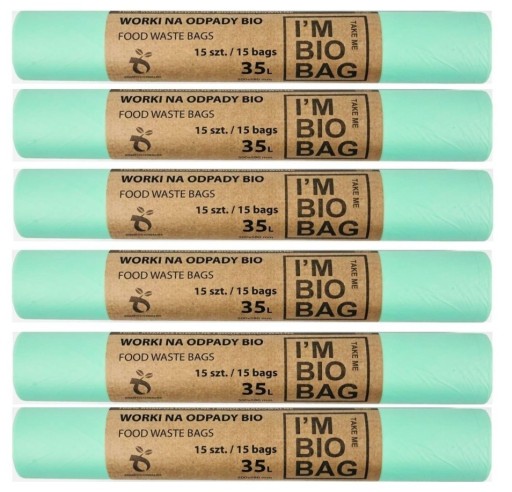 WORKI NA ODPADY BIO
FOOD WASTE BAGS
15 szt. / 15 bags
35L
I'M
BIO
BAG
TAKE ME
WORKI NA ODPADY BIO
FOOD WASTE BAGS
15 szt. / 15 bags
35L
I'M
BIO
BAG
TAKE ME
WORKI NA ODPADY BIO
FOOD WASTE BAGS
15 szt. / 15 bags
35L
I'M
BIO
BAG
TAKE ME
WORKI NA ODPADY BIO
FOOD WASTE BAGS
15 szt. / 15 bags
35L
I'M
BIO
BAG
TAKE ME
WORKI NA ODPADY BIO
FOOD WASTE BAGS
15 szt. / 15 bags
35L
I'M
BIO
BAG
TAKE ME
WORKI NA ODPADY BIO
FOOD WASTE BAGS
15 szt. / 15 bags
35L
I'M
BIO
BAG
TAKE ME